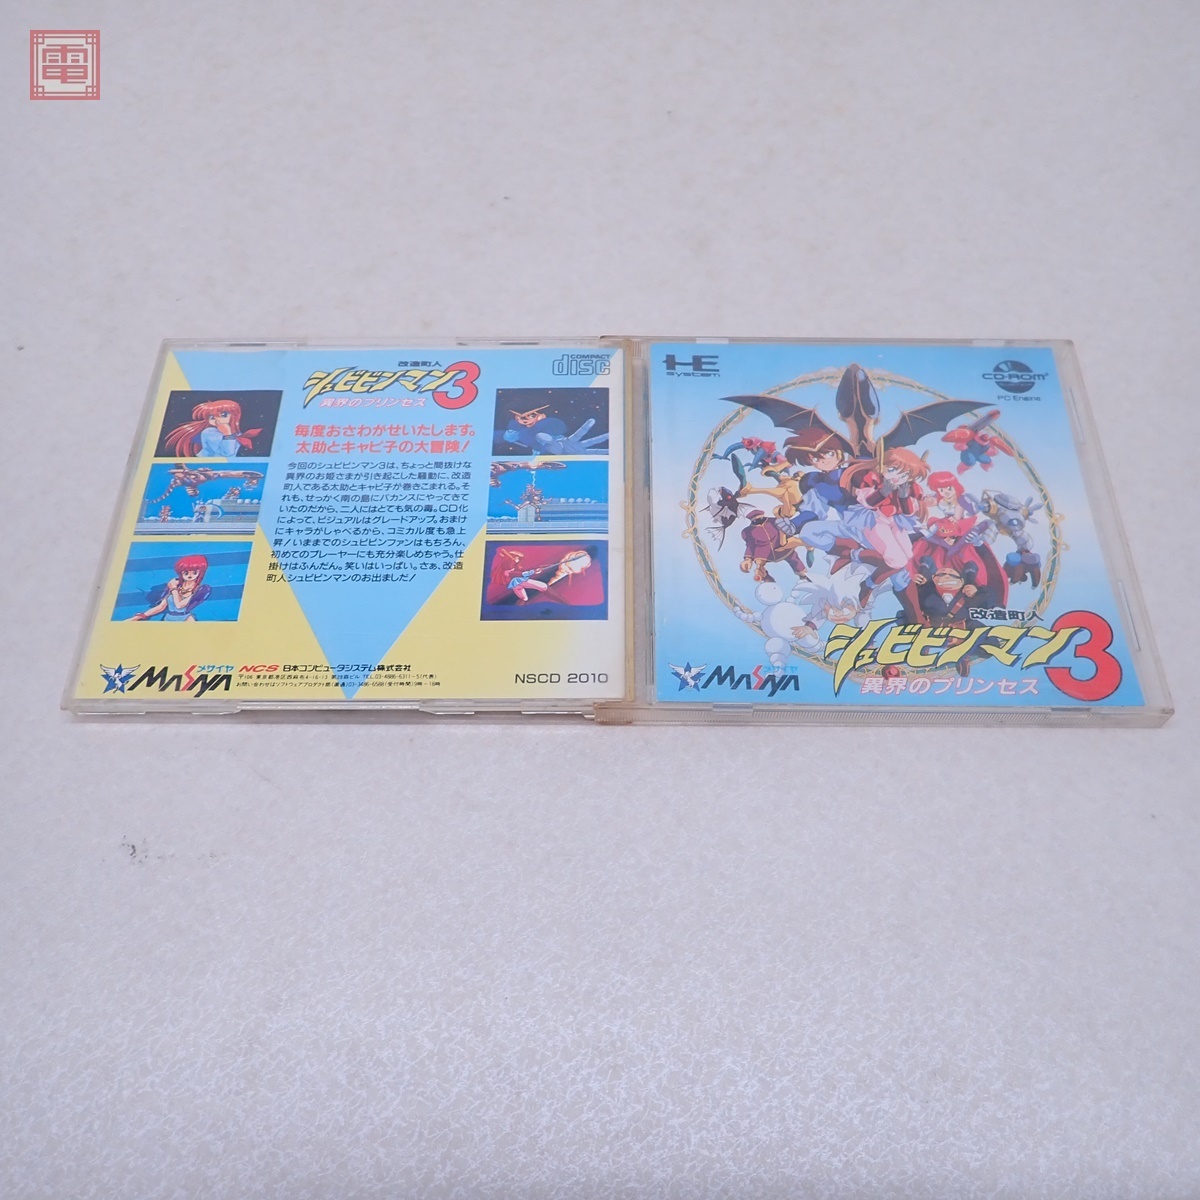 電
改造町人
シュビビンマン3
異界のプリンセス
COMPACT
disc
毎度おさわがせいたします。
太助とキャピ子の大冒険!
今回のシュビビンマン3は、ちょっと間抜けな
異界のお姫さまが引き起こした騒動に、改造
町人である太助とキャピ子が巻きこまれる。そ
れも、せっかく南の島にバカンスにやってきて
いたのだから、二人にはとても気の毒。CD化
によって、ビジュアルはグレードアップ。おまけ
にキャラがしゃべるから、コミカル度も急上
昇!いままでのシュビビンファンはもちろん、
初めてのプレーヤーにも充分楽しめちゃう。仕
掛けはふんだん。笑いはいっぱい。さぁ、改造
町人シュビビンマンのお出ましだ!
メサイヤ
MASAYA
NCS 日本コンピュータシステム株式会社
NSCD 2010
HE
system
CD-ROM²
PC Engine
改造町人
シュビビンマン3
異界のプリンセス
メサイヤ
MASAYA